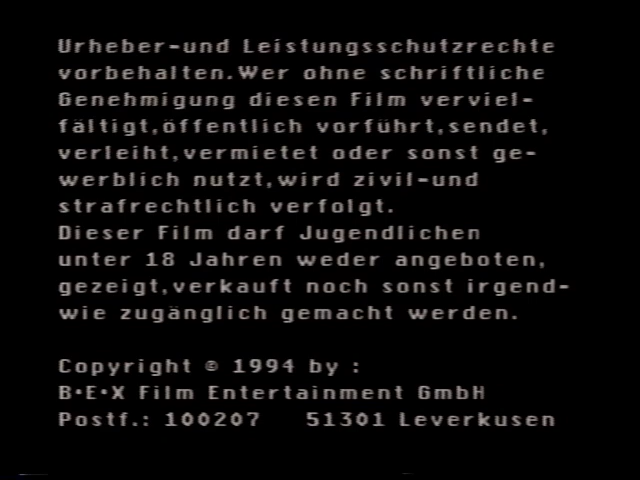 Urheber-und Leistungsschutzrechte
vorbehalten.Wer ohne schriftliche
Genehmigung diesen Film verviel-
fältigt,öffentlich vorführt,sendet,
verleiht,vermietet oder sonst ge-
werblich nutzt,wird zivil-und
strafrechtlich verfolgt.
Dieser Film darf Jugendlichen
unter 18 Jahren weder angeboten,
gezeigt,verkauft noch sonst irgend-
wie zugänglich gemacht werden.
Copyright © 1994 by :
B·E·X Film Entertainment GmbH
Postf.: 100207 51301 Leverkusen